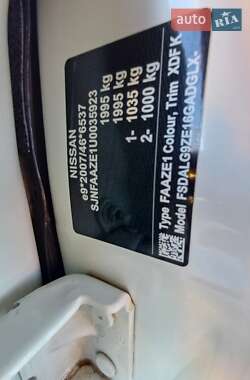 AUTO RIA
NISSAN
e9*2007/46*6537
SJNFAAZE1U0035923
1995 kg
1995 kg
1- 1035 kg
2- 1000 kg
Type FAAZE1 Colour, Trim XDF K
Model FSDALG9ZE16GADGLX-